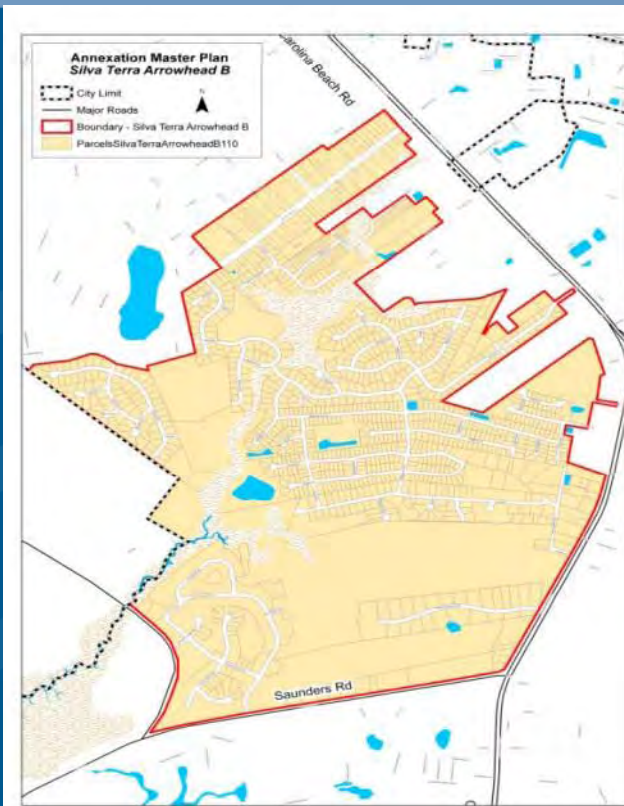 Annexation Master Plan
Silva Terra - Arrowhead B
N
City Limit
Major Roads
Boundary - Silva Terra Arrowhead B
ParcelsSilvaTerraArrowheadB110
Carolina Beach Rd
Saunders Rd